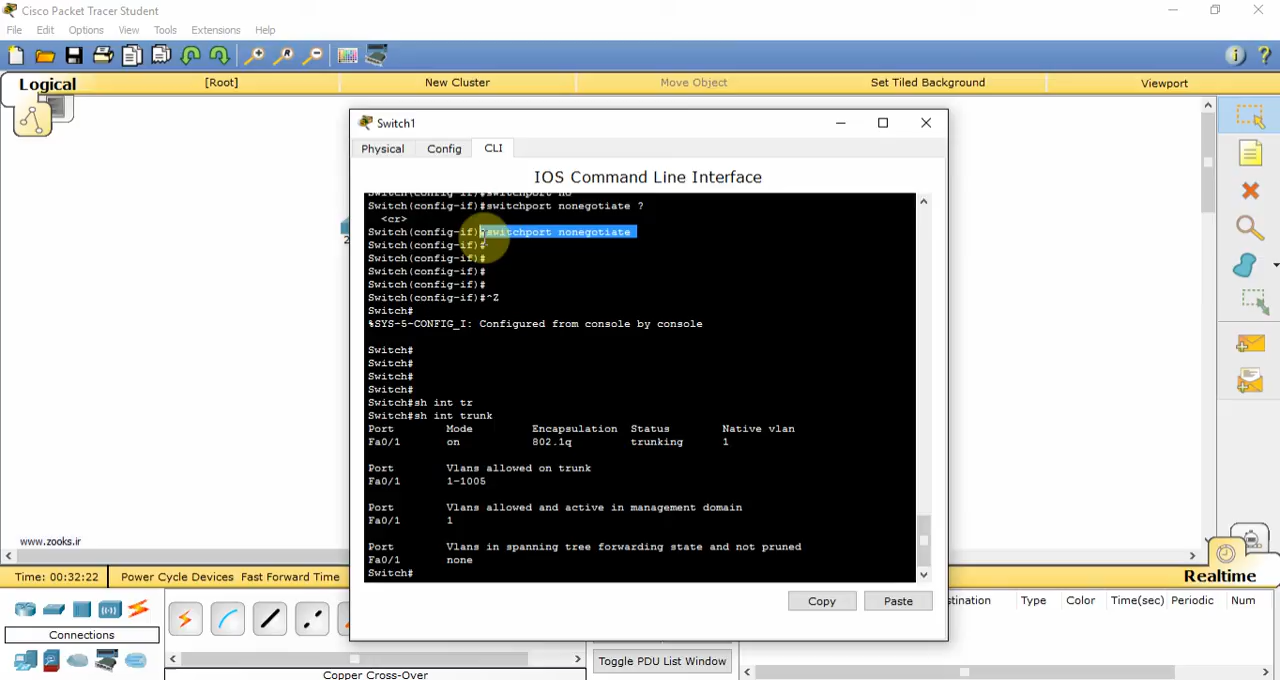 Cisco Packet Tracer Student
File Edit Options View Tools Extensions Help
Logical [Root] New Cluster Move Object Set Tiled Background Viewport
Switch1
Physical Config CLI
IOS Command Line Interface
Switch(config-if)#switchport no
Switch(config-if)#switchport nonegotiate ?
<cr>
Switch(config-if)#switchport nonegotiate
Switch(config-if)#
Switch(config-if)#
Switch(config-if)#
Switch(config-if)#
Switch(config-if)#^Z
Switch#
%SYS-5-CONFIG_I: Configured from console by console
Switch#
Switch#
Switch#
Switch#
Switch#sh int tr
Switch#sh int trunk
Port Mode Encapsulation Status Native vlan
Fa0/1 on 802.1q trunking 1
Port Vlans allowed on trunk
Fa0/1 1-1005
Port Vlans allowed and active in management domain
Fa0/1 1
Port Vlans in spanning tree forwarding state and not pruned
Fa0/1 none
Switch#
Copy Paste
2
www.zooks.ir
Time: 00:32:22 Power Cycle Devices Fast Forward Time Realtime
Connections
Copper Cross-Over
Toggle PDU List Window
stination Type Color Time(sec) Periodic Num